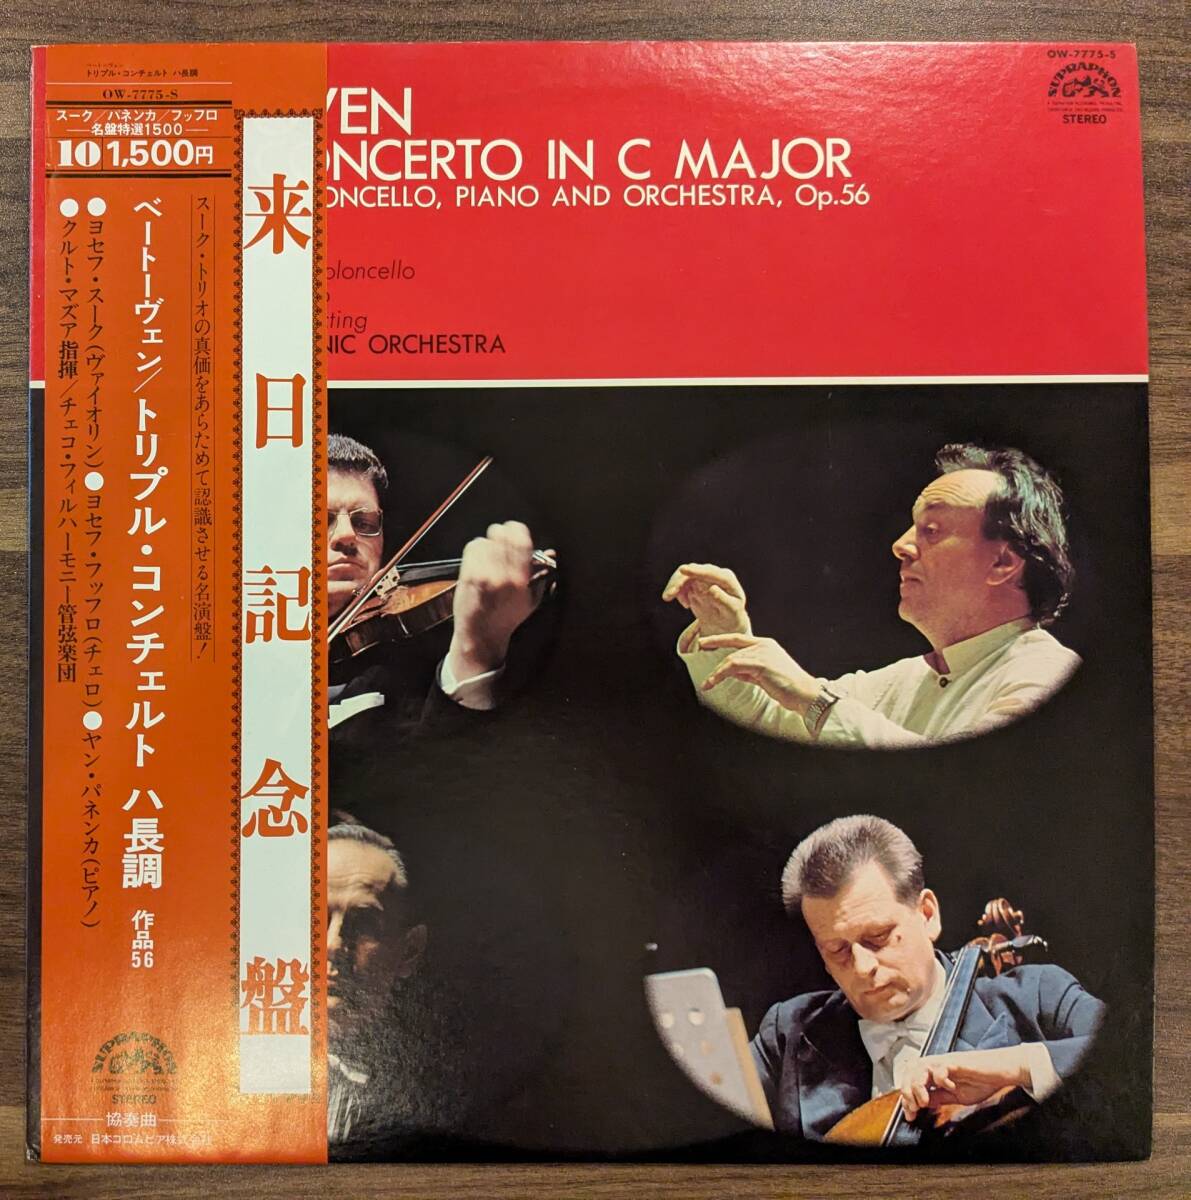 ベートーヴェン
トリプル・コンチェルト ハ長調
OW-7775-S
スーク/パネンカ/フッフロ
名盤特選1500
10 1,500円
来日記念盤
スーク・トリオの真価をあらためて認識させる名演盤!
ベートーヴェン/トリプル・コンチェルト ハ長調 作品56
●ヨセフ・スーク(ヴァイオリン)●ヨセフ・フッフロ(チェロ)●ヤン・パネンカ(ピアノ)
●クルト・マズア指揮/チェコ・フィルハーモニー管弦楽団
SUPRAPHON
STEREO
協奏曲
発売元 日本コロムビア株式会社
OW-7775-S
SUPRAPHON
STEREO
VEN
ONCERTO IN C MAJOR
ONCELLO, PIANO AND ORCHESTRA, Op.56
oloncello
o
cting
NIC ORCHESTRA